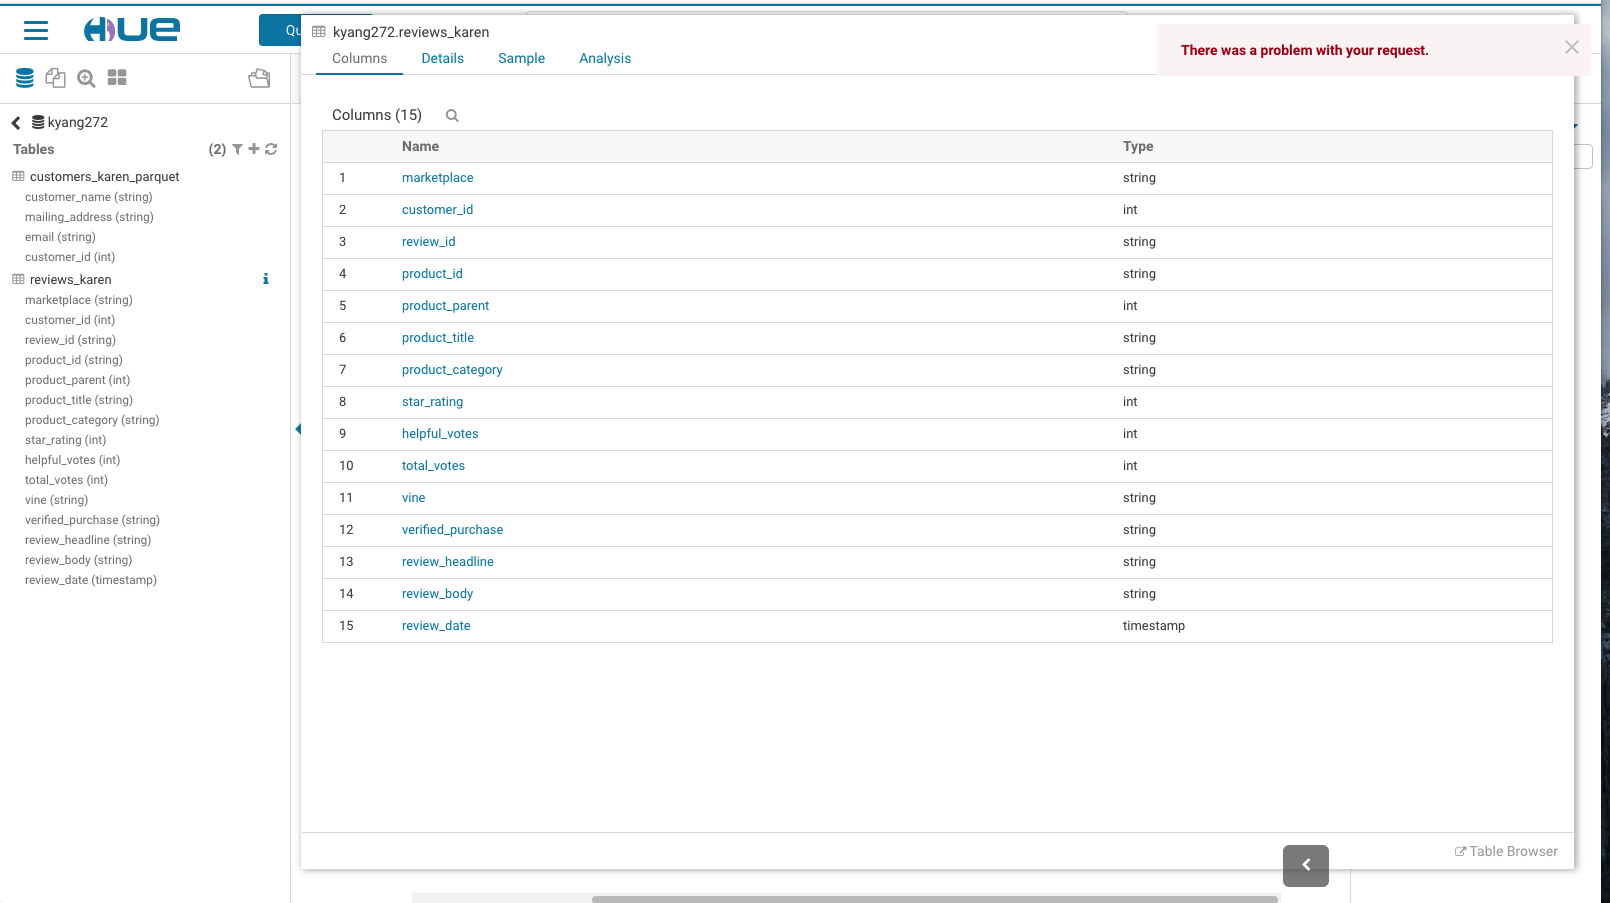 HUE
Qu
kyang272
Tables (2)
customers_karen_parquet
customer_name (string)
mailing_address (string)
email (string)
customer_id (int)
reviews_karen
marketplace (string)
customer_id (int)
review_id (string)
product_id (string)
product_parent (int)
product_title (string)
product_category (string)
star_rating (int)
helpful_votes (int)
total_votes (int)
vine (string)
verified_purchase (string)
review_headline (string)
review_body (string)
review_date (timestamp)
kyang272.reviews_karen
Columns Details Sample Analysis
There was a problem with your request.
Columns (15)
Name Type
1 marketplace string
2 customer_id int
3 review_id string
4 product_id string
5 product_parent int
6 product_title string
7 product_category string
8 star_rating int
9 helpful_votes int
10 total_votes int
11 vine string
12 verified_purchase string
13 review_headline string
14 review_body string
15 review_date timestamp
Table Browser